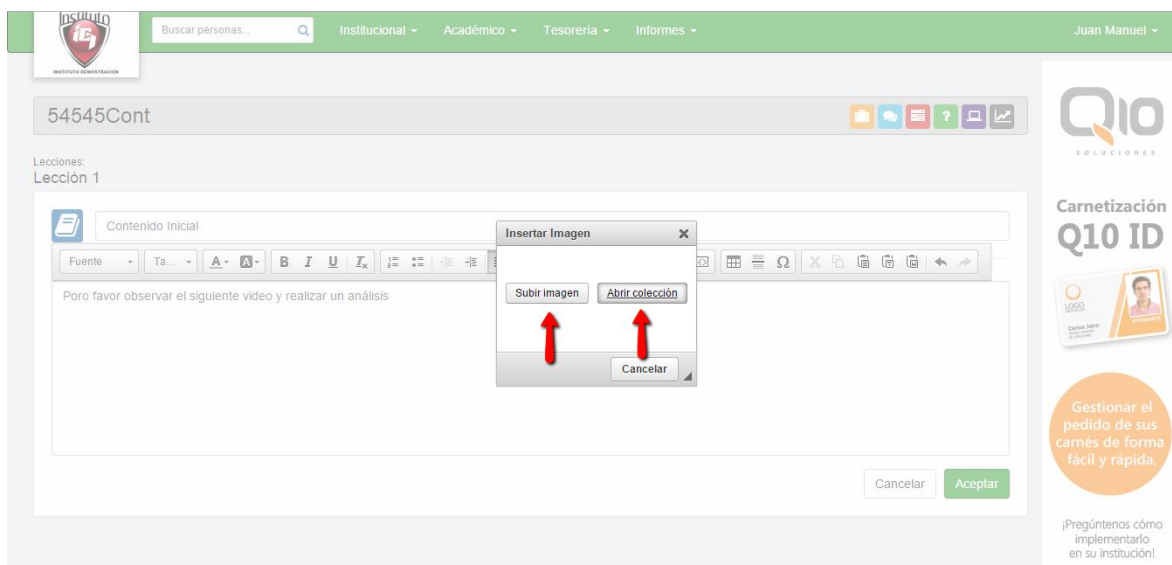 Instituto
INSTITUTO DEMOSTRACIÓN
Buscar personas...
Institucional
Académico
Tesorería
Informes
Juan Manuel
54545Cont
Lecciones:
Lección 1
Contenido Inicial
Fuente
Ta...
Poro favor observar el siguiente video y realizar un análisis
Insertar Imagen
Subir imagen
Abrir colección
Cancelar
Cancelar
Aceptar
Q10
SOLUCIONES
Carnetización
Q10 ID
LOGO
Carlos Jairo
ESTUDIANTE
Gestionar el
pedido de sus
carnés de forma
fácil y rápida.
¡Pregúntenos cómo
implementarlo
en su institución!